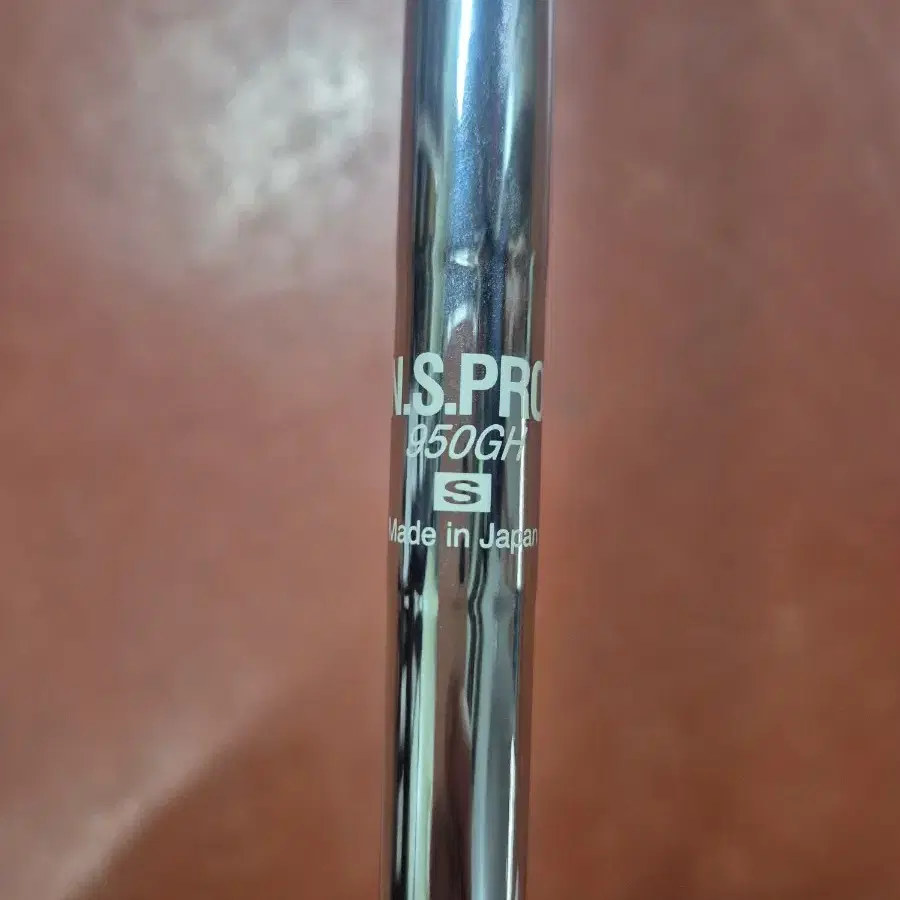 N.S.PRO
950GH
S
Made in Japan